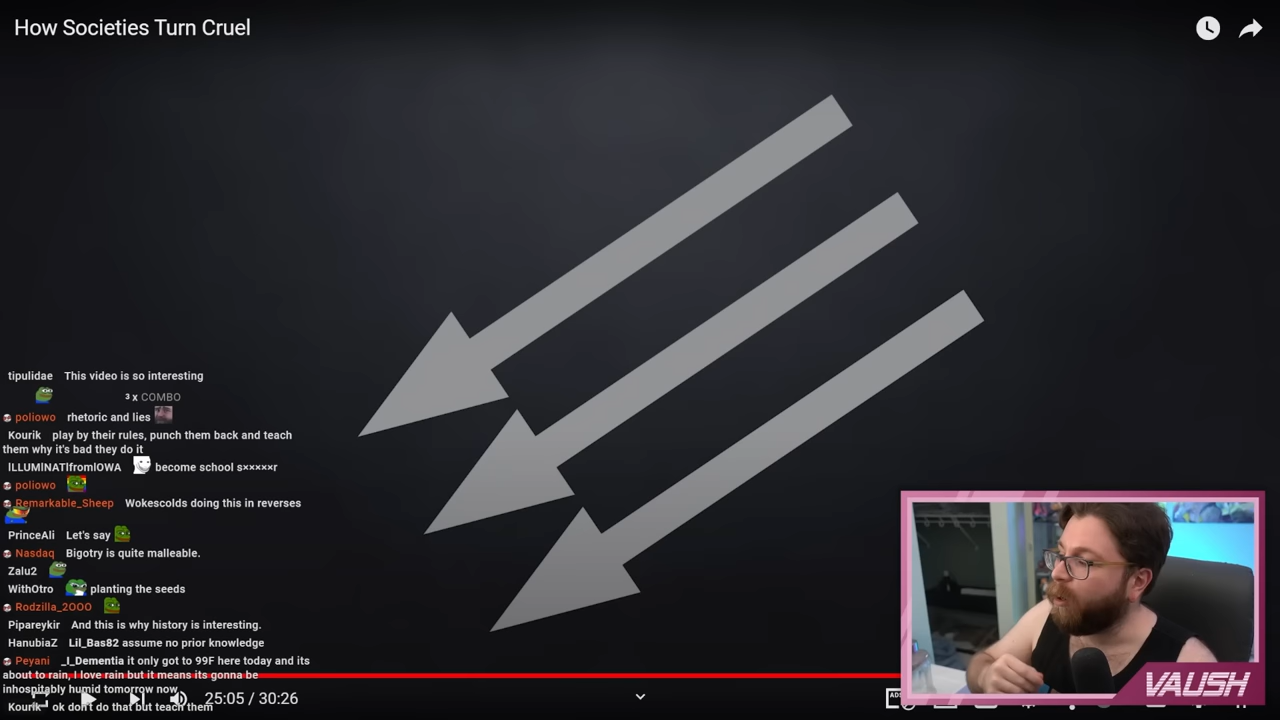 How Societies Turn Cruel
tipulidae This video is so interesting
3 x COMBO
poliowo rhetoric and lies
Kourik play by their rules, punch them back and teach
them why it's bad they do it
ILLUMINATIfromIOWA become school s×××××r
poliowo
Remarkable_Sheep Wokescolds doing this in reverses
PrinceAli Let's say
Nasdaq Bigotry is quite malleable.
Zalu2
WithOtro planting the seeds
Rodzilla_2000
Pipareykir And this is why history is interesting.
HanubiaZ Lil_Bas82 assume no prior knowledge
Peyani _I_Dementia it only got to 99F here today and its
about to rain, I love rain but it means its gonna be
inhospitably humid tomorrow now
Kourik ok don't do that but teach them
25:05 / 30:26
VAUSH